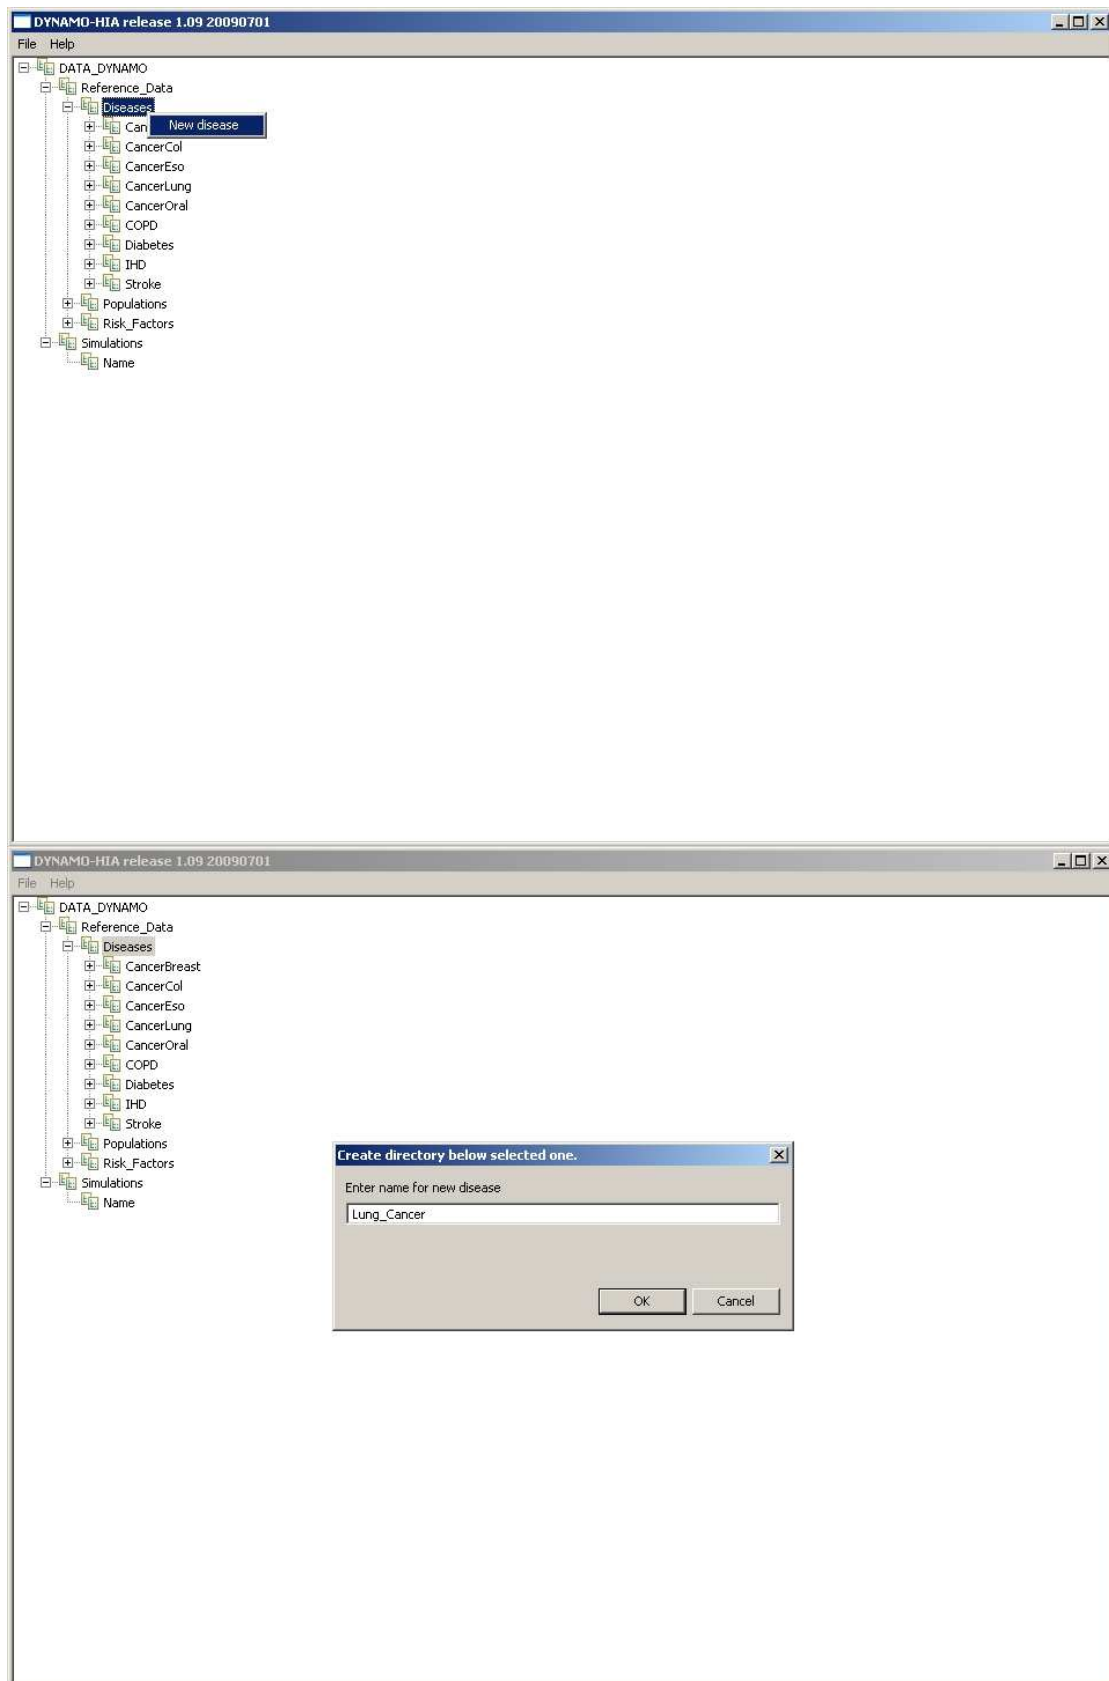 DYNAMO-HIA release 1.09 20090701
File Help
DATA_DYNAMO
Reference_Data
Diseases
Can New disease
CancerCol
CancerEso
CancerLung
CancerOral
COPD
Diabetes
IHD
Stroke
Populations
Risk_Factors
Simulations
Name
DYNAMO-HIA release 1.09 20090701
File Help
DATA_DYNAMO
Reference_Data
Diseases
CancerBreast
CancerCol
CancerEso
CancerLung
CancerOral
COPD
Diabetes
IHD
Stroke
Populations
Risk_Factors
Simulations
Name
Create directory below selected one.
Enter name for new disease
Lung_Cancer
OK Cancel